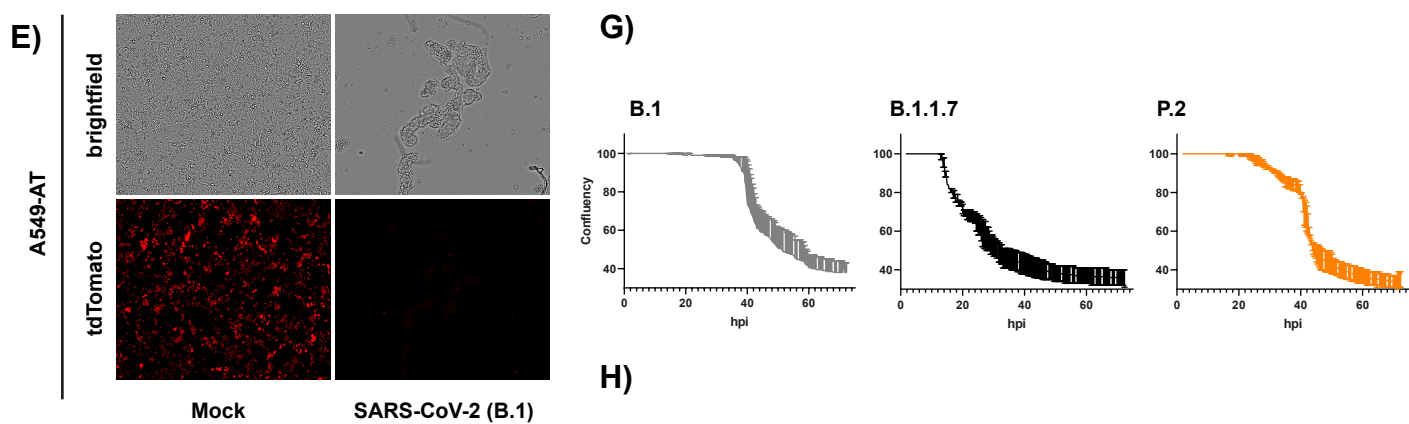 E)
A549-AT
brightfield
tdTomato
Mock
SARS-CoV-2 (B.1)
G)
B.1
Confluency
100
80
60
40
0
20
40
60
hpi
B.1.1.7
100
80
60
40
0
20
40
60
hpi
P.2
100
80
60
40
0
20
40
60
hpi
H)